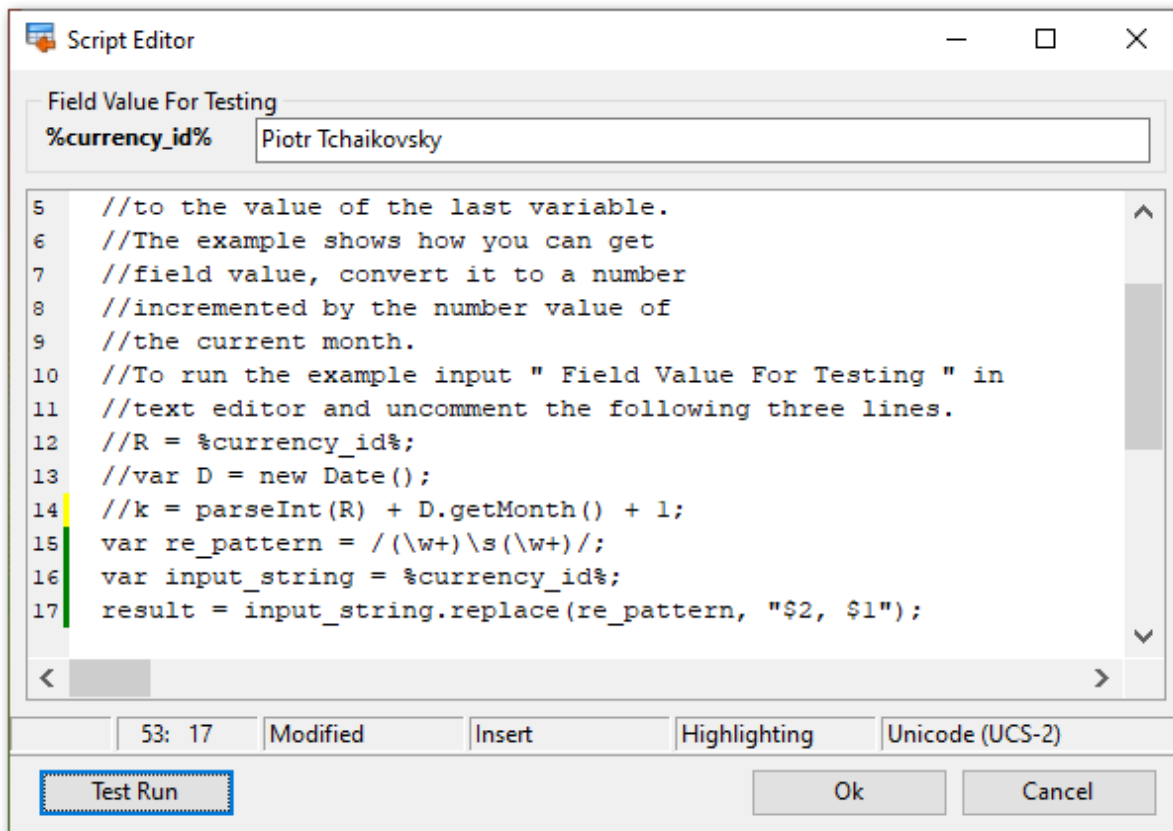 Script Editor
Field Value For Testing
%currency_id% Piotr Tchaikovsky
5 //to the value of the last variable.
6 //The example shows how you can get
7 //field value, convert it to a number
8 //incremented by the number value of
9 //the current month.
10 //To run the example input " Field Value For Testing " in
11 //text editor and uncomment the following three lines.
12 //R = %currency_id%;
13 //var D = new Date();
14 //k = parseInt(R) + D.getMonth() + 1;
15 var re_pattern = /(\w+)\s(\w+)/;
16 var input_string = %currency_id%;
17 result = input_string.replace(re_pattern, "$2, $1");
53: 17 Modified Insert Highlighting Unicode (UCS-2)
Test Run Ok Cancel